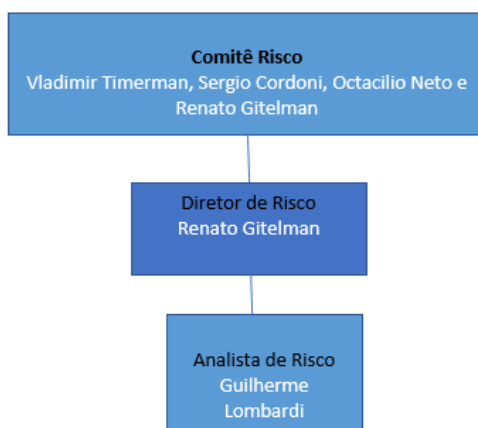 Comitê Risco
Vladimir Timerman, Sergio Cordoni, Octacilio Neto e
Renato Gitelman
Diretor de Risco
Renato Gitelman
Analista de Risco
Guilherme
Lombardi